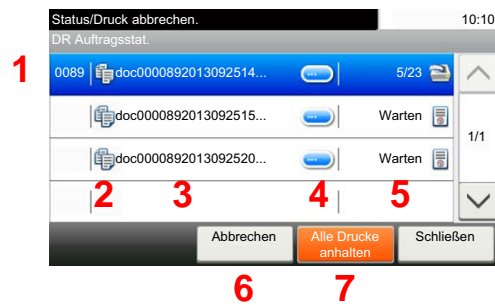 Status/Druck abbrechen. 10:10
DR Auftragsstat.
1 0089 doc0000892013092514... 5/23
doc0000892013092515... Warten
1/1
doc0000892013092520... Warten
2 3 4 5
Abbrechen Alle Drucke anhalten Schließen
6 7